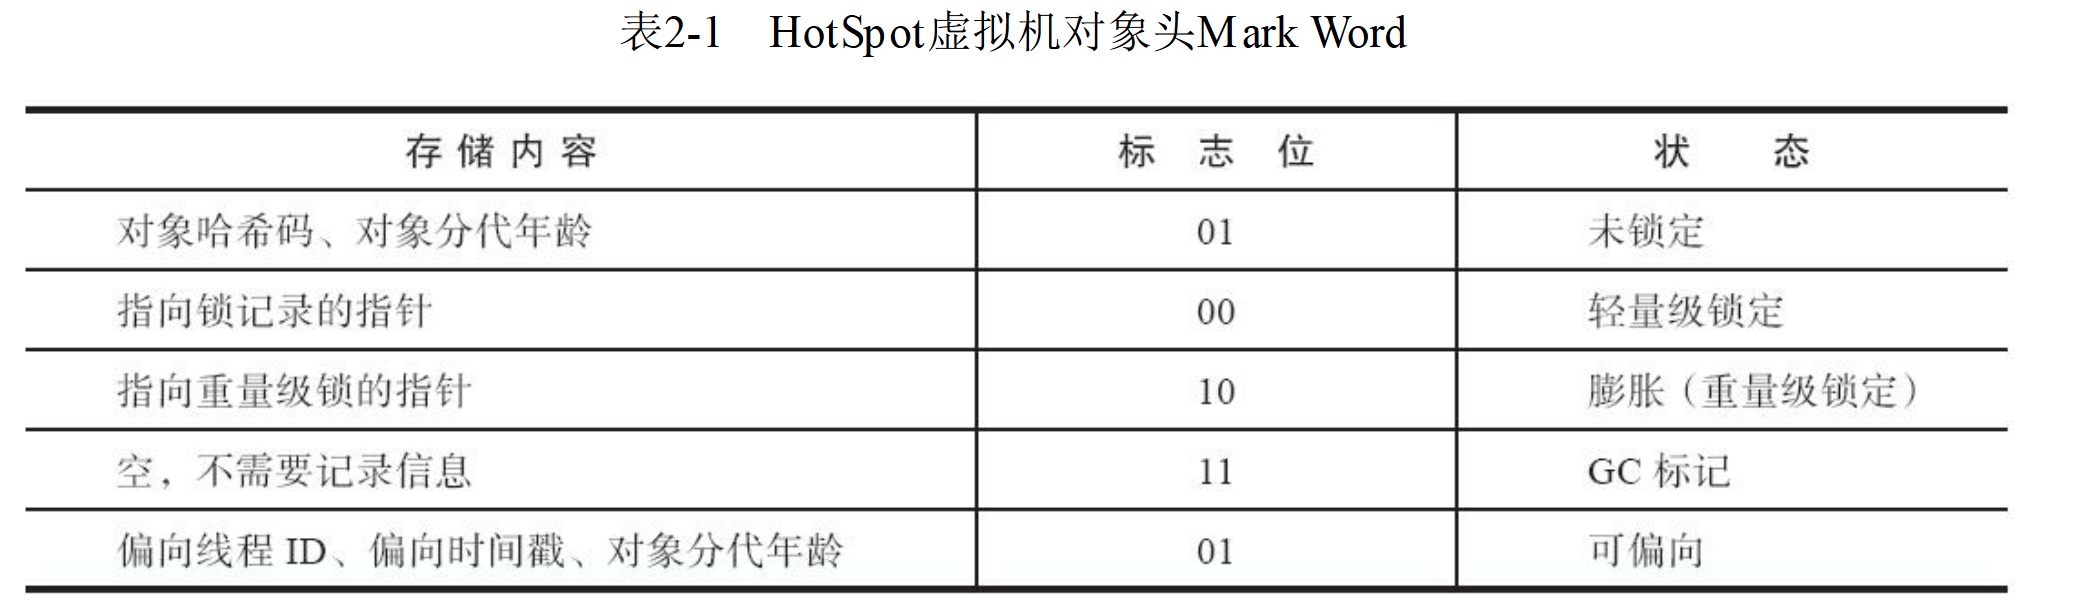 表2-1 HotSpot虚拟机对象头Mark Word
存储内容 标志位 状态
对象哈希码、对象分代年龄 01 未锁定
指向锁记录的指针 00 轻量级锁定
指向重量级锁的指针 10 膨胀（重量级锁定）
空，不需要记录信息 11 GC 标记
偏向线程 ID、偏向时间戳、对象分代年龄 01 可偏向